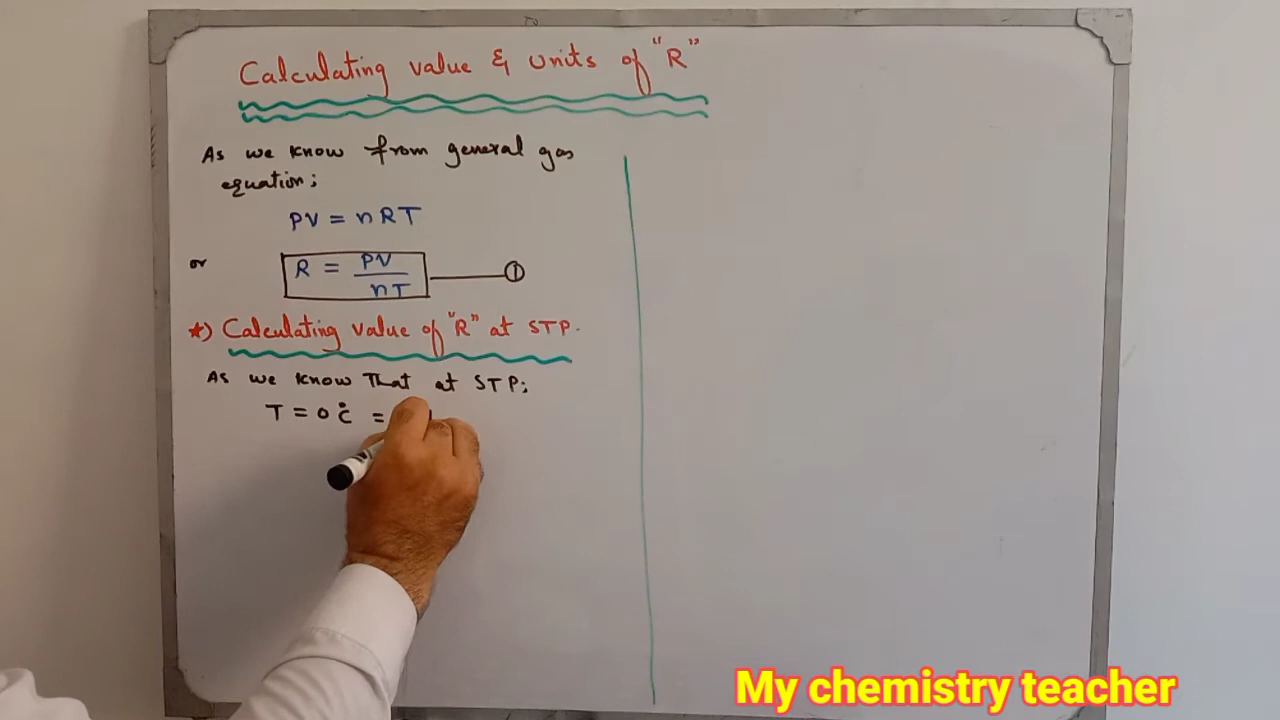 Calculating value & units of "R"
As we know from general gas
equation;
PV = nRT
or
R = PV
nT
①
*) Calculating value of "R" at STP.
As we know That at STP;
T = 0°C =
My chemistry teacher